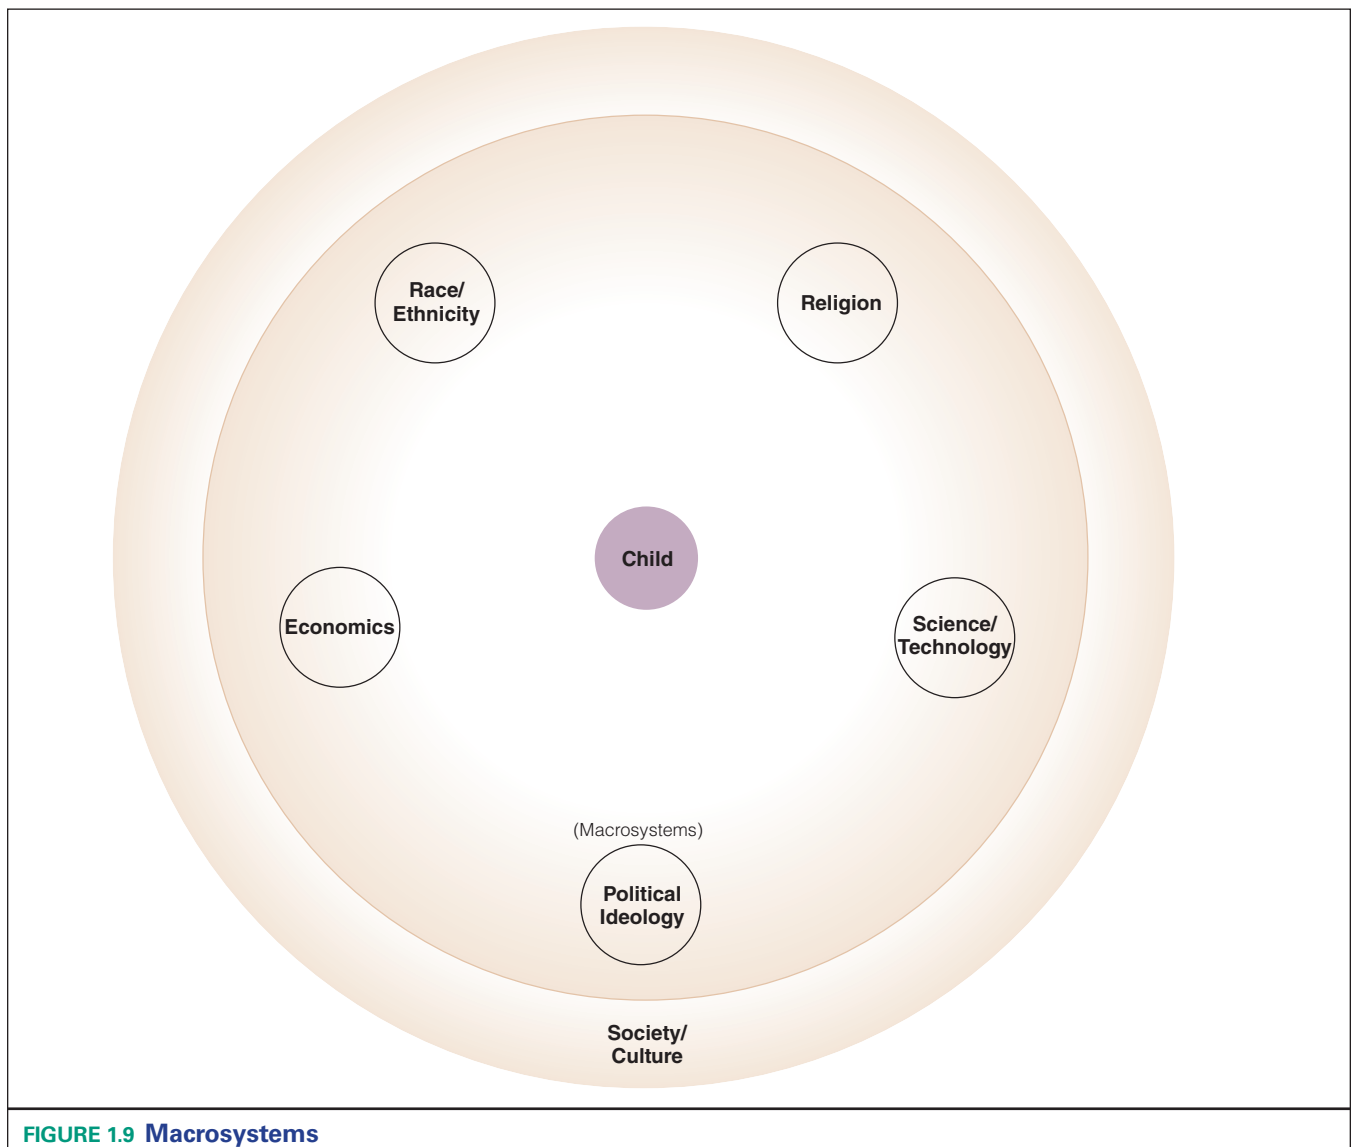 Race/
Ethnicity
Religion
Child
Economics
Science/
Technology
(Macrosystems)
Political
Ideology
Society/
Culture
FIGURE 1.9 Macrosystems